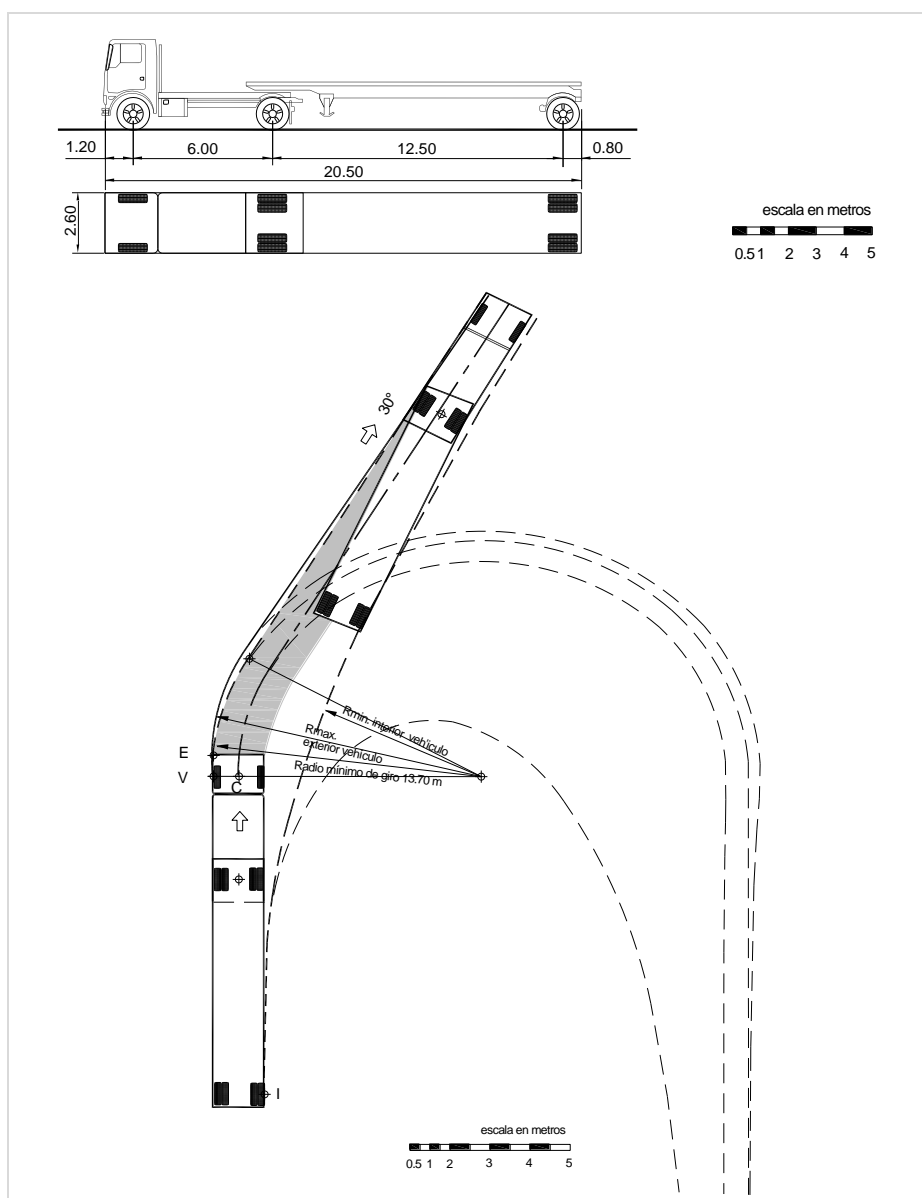 1.20
6.00
12.50
0.80
20.50
2.60
escala en metros
0.5 1 2 3 4 5
30°
Rmin. interior vehículo
Rmax.
exterior vehículo
Radio mínimo de giro 13.70 m
E
V
C
I
escala en metros
0.5 1 2 3 4 5